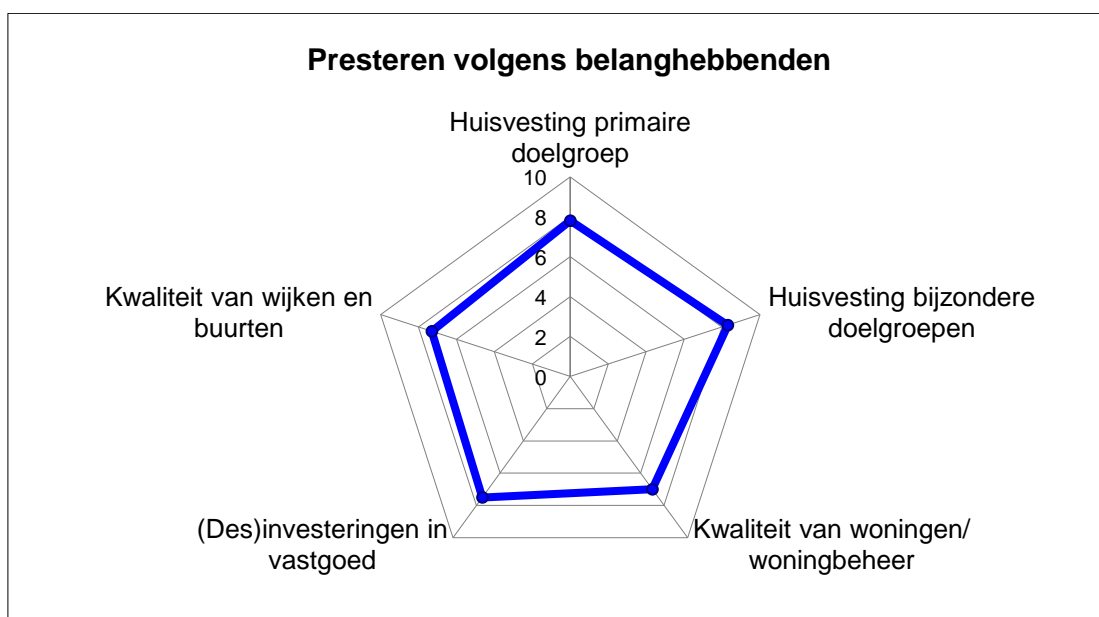 Presteren volgens belanghebbenden
Huisvesting primaire
doelgroep
10
8
6
4
2
0
Huisvesting bijzondere
doelgroepen
Kwaliteit van woningen/
woningbeheer
(Des)investeringen in
vastgoed
Kwaliteit van wijken en
buurten